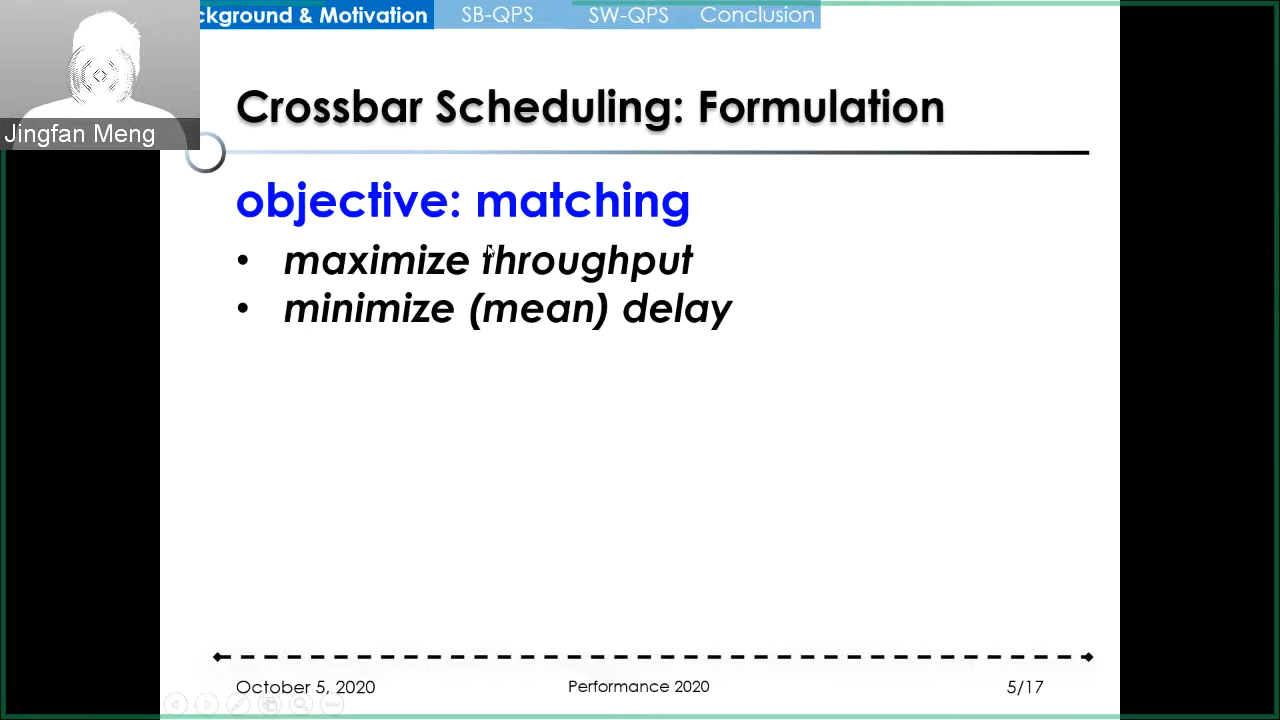 ckground & Motivation SB-QPS SW-QPS Conclusion
Jingfan Meng
Crossbar Scheduling: Formulation
objective: matching
• maximize throughput
• minimize (mean) delay
October 5, 2020 Performance 2020 5/17